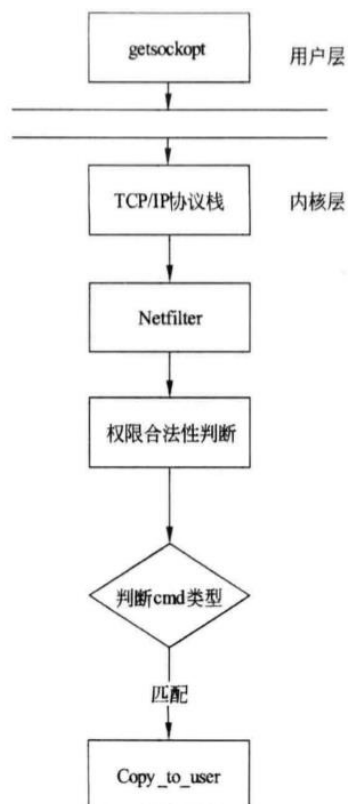 getsockopt
用户层
TCP/IP协议栈
内核层
Netfilter
权限合法性判断
判断cmd类型
匹配
Copy_to_user